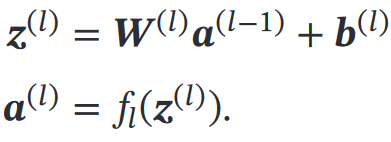 z^{(l)} = W^{(l)} a^{(l-1)} + b^{(l)}
a^{(l)} = f_l(z^{(l)}).